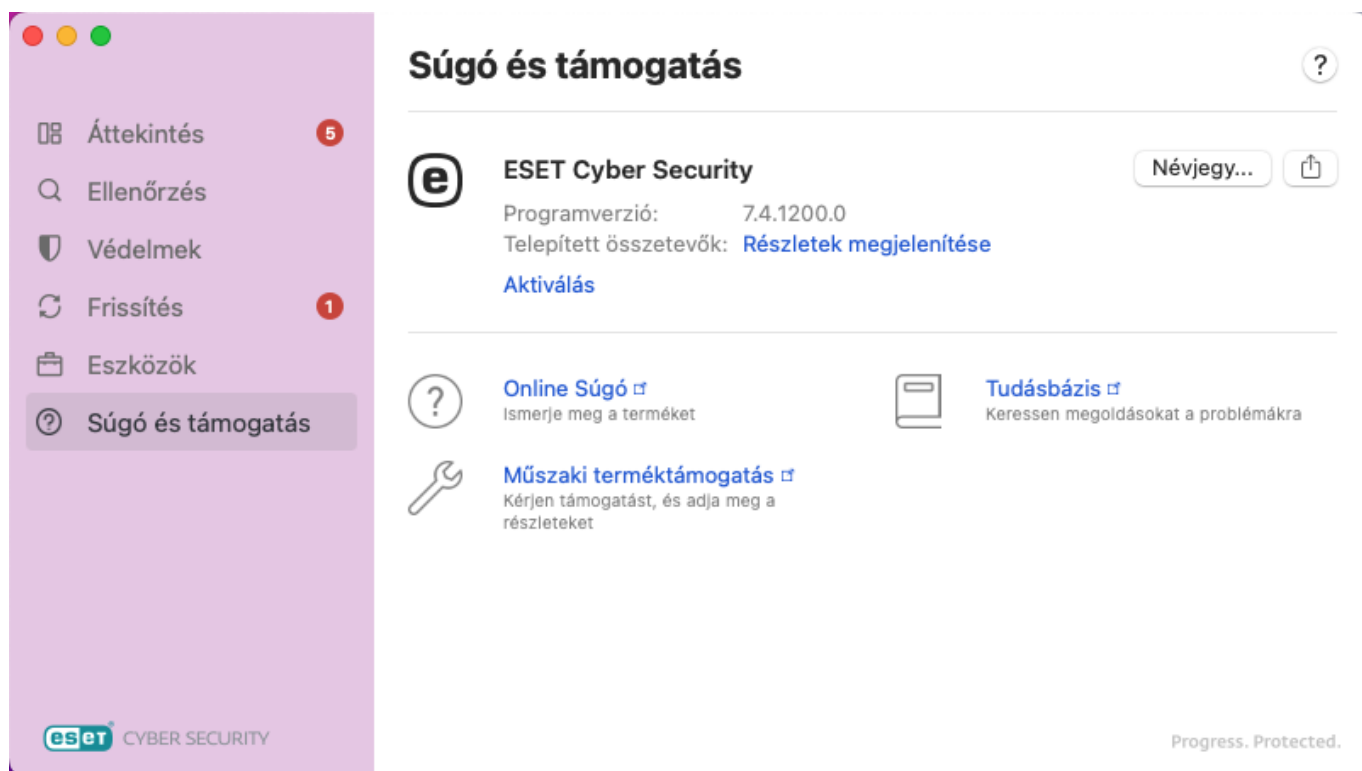 Súgó és támogatás
?
Áttekintés 5
Ellenőrzés
Védelmek
Frissítés 1
Eszközök
Súgó és támogatás
e
ESET Cyber Security
Névjegy...
Programverzió: 7.4.1200.0
Telepített összetevők: Részletek megjelenítése
Aktiválás
?
Online Súgó
Ismerje meg a terméket
Tudásbázis
Keressen megoldásokat a problémákra
Műszaki terméktámogatás
Kérjen támogatást, és adja meg a
részleteket
eseT CYBER SECURITY
Progress. Protected.